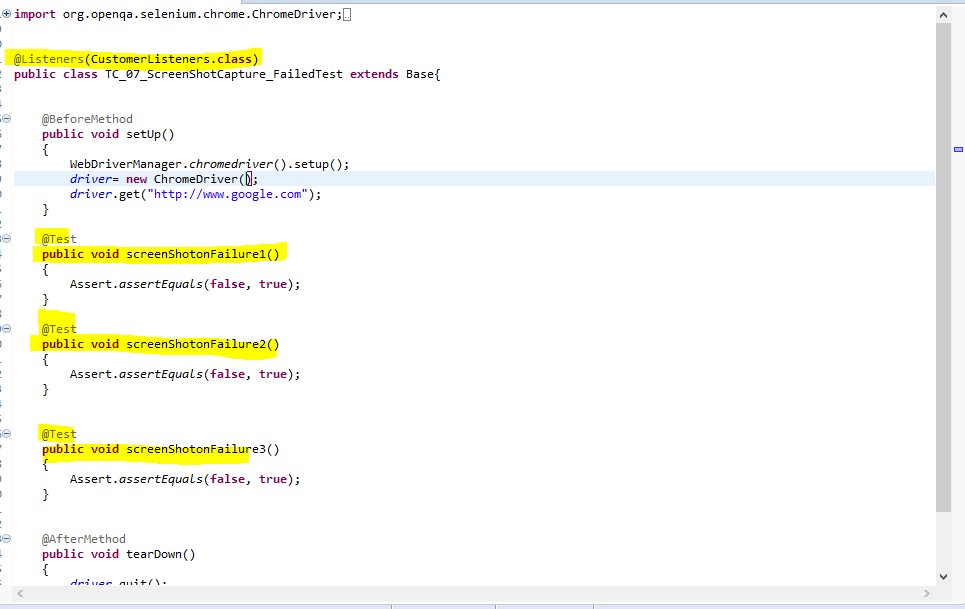 import org.openqa.selenium.chrome.ChromeDriver;
@Listeners(CustomerListeners.class)
public class TC_07_ScreenShotCapture_FailedTest extends Base{
@BeforeMethod
public void setUp()
{
WebDriverManager.chromedriver().setup();
driver= new ChromeDriver();
driver.get("http://www.google.com");
}
@Test
public void screenShotonFailure1()
{
Assert.assertEquals(false, true);
}
@Test
public void screenShotonFailure2()
{
Assert.assertEquals(false, true);
}
@Test
public void screenShotonFailure3()
{
Assert.assertEquals(false, true);
}
@AfterMethod
public void tearDown()
{
driver.quit();